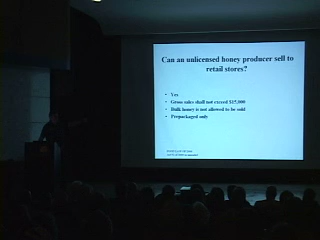 Can an unlicensed honey producer sell to
retail stores?
• Yes
• Gross sales shall not exceed $15,000
• Bulk honey is not allowed to be sold
• Prepackaged only